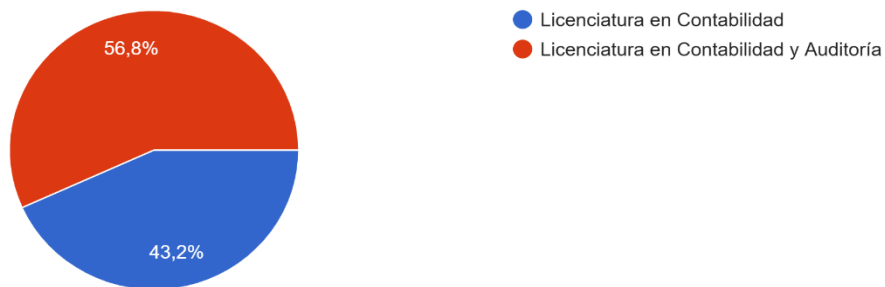 56,8%
43,2%
Licenciatura en Contabilidad
Licenciatura en Contabilidad y Auditoría